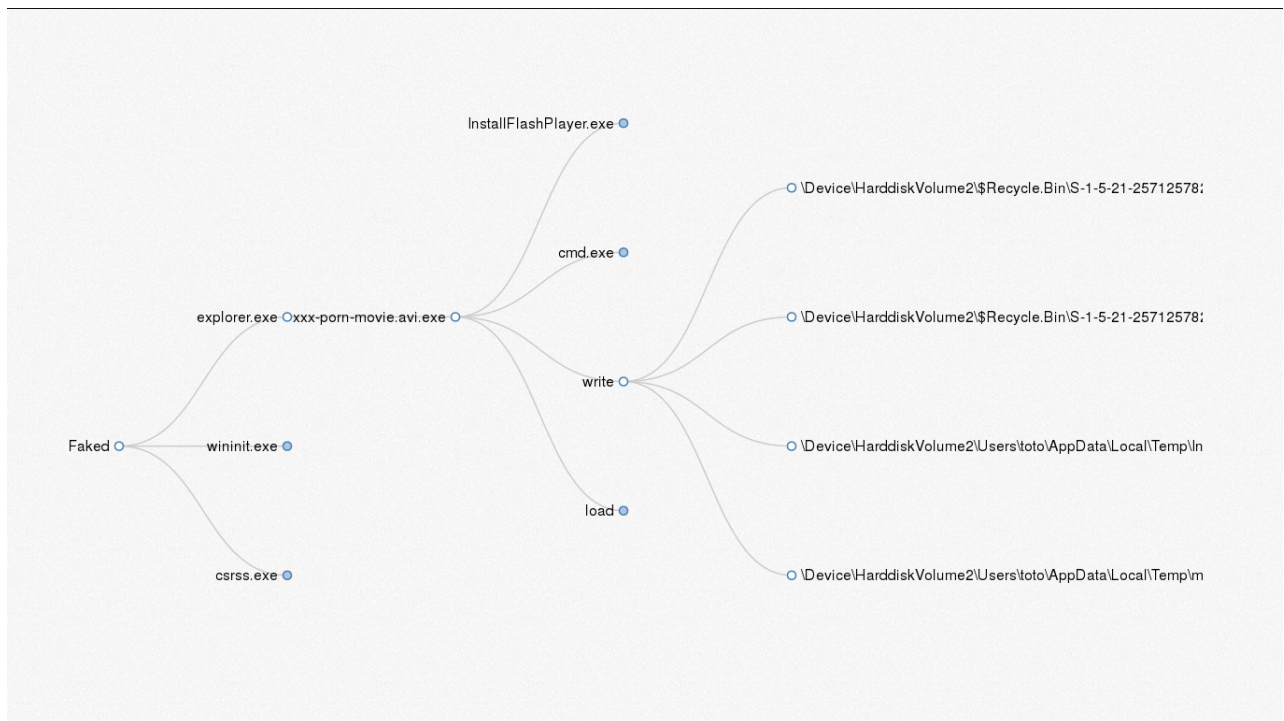 InstallFlashPlayer.exe
\Device\HarddiskVolume2\$Recycle.Bin\S-1-5-21-257125782
cmd.exe
explorer.exe
xxx-porn-movie.avi.exe
\Device\HarddiskVolume2\$Recycle.Bin\S-1-5-21-257125782
write
Faked
wininit.exe
\Device\HarddiskVolume2\Users\toto\AppData\Local\Temp\In
load
csrss.exe
\Device\HarddiskVolume2\Users\toto\AppData\Local\Temp\m